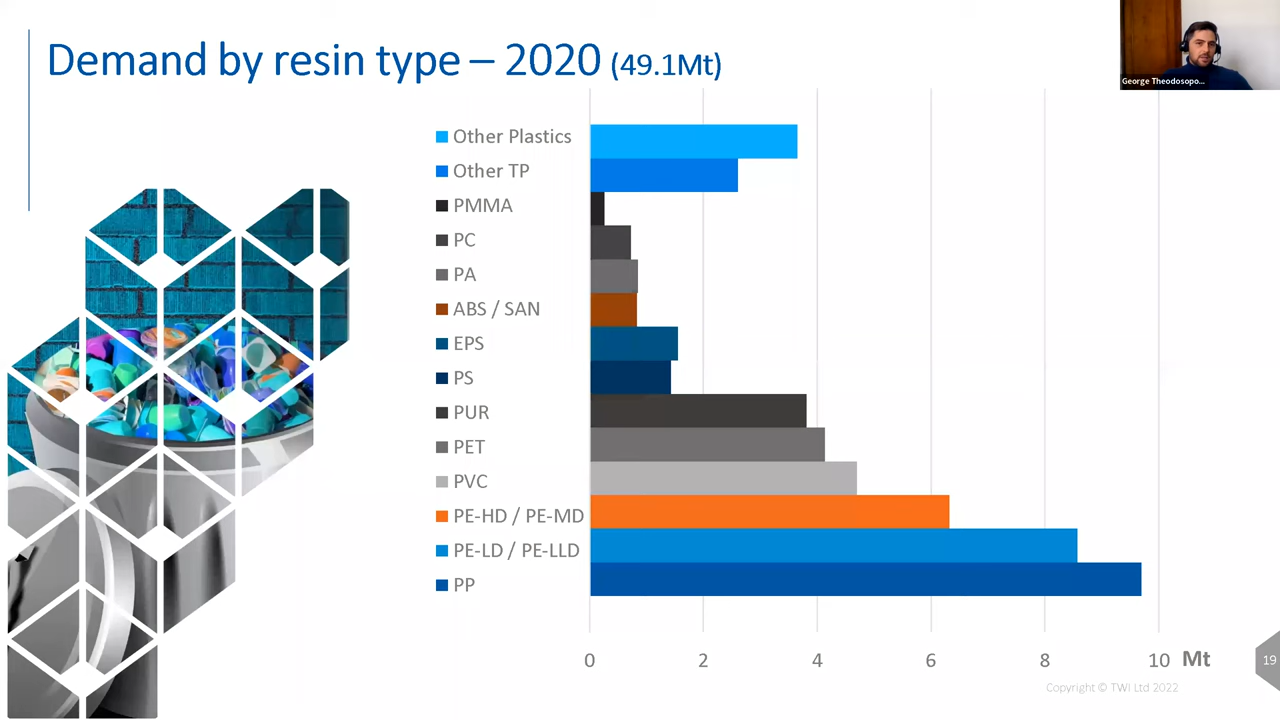 Demand by resin type – 2020 (49.1Mt)
George Theodosopo...
Other Plastics
Other TP
PMMA
PC
PA
ABS / SAN
EPS
PS
PUR
PET
PVC
PE-HD / PE-MD
PE-LD / PE-LLD
PP
0 2 4 6 8 10 Mt
19
Copyright © TWI Ltd 2022